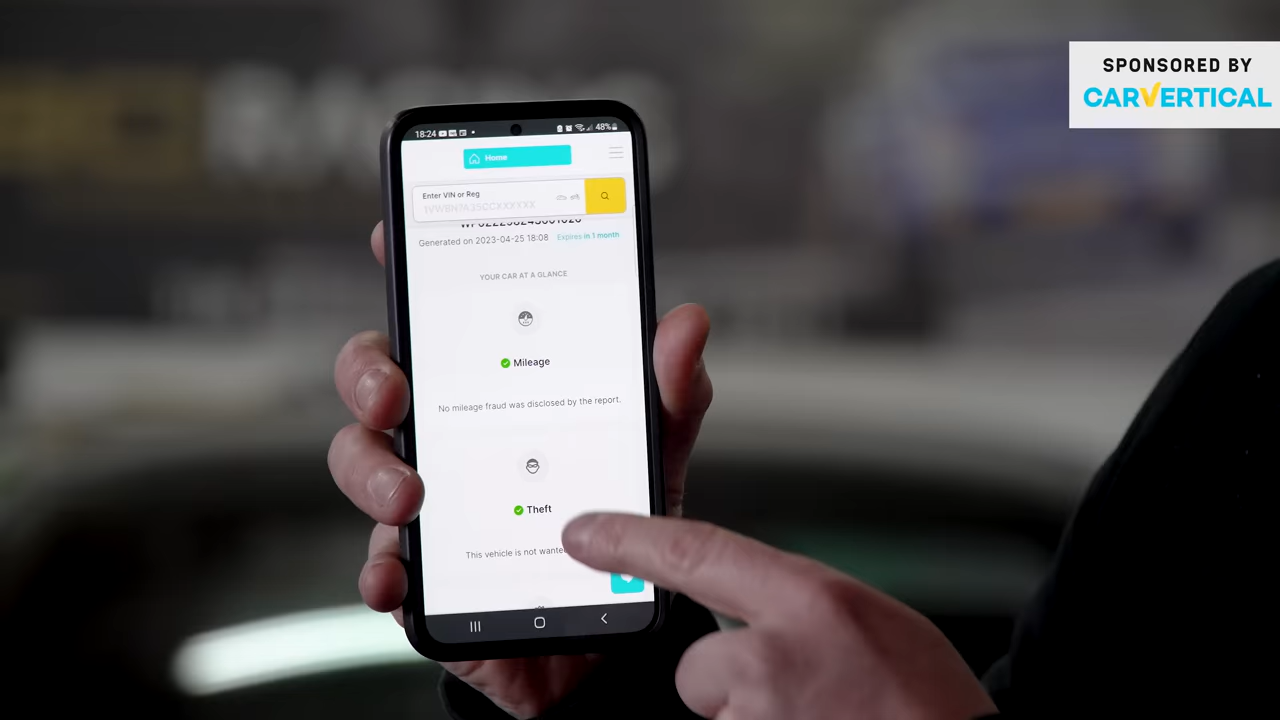 SPONSORED BY
CARVERTICAL
18:24
48%
Home
Enter VIN or Reg
Generated on 2023-04-25 18:08
Expires in 1 month
YOUR CAR AT A GLANCE
Mileage
No mileage fraud was disclosed by the report.
Theft
This vehicle is not wanted